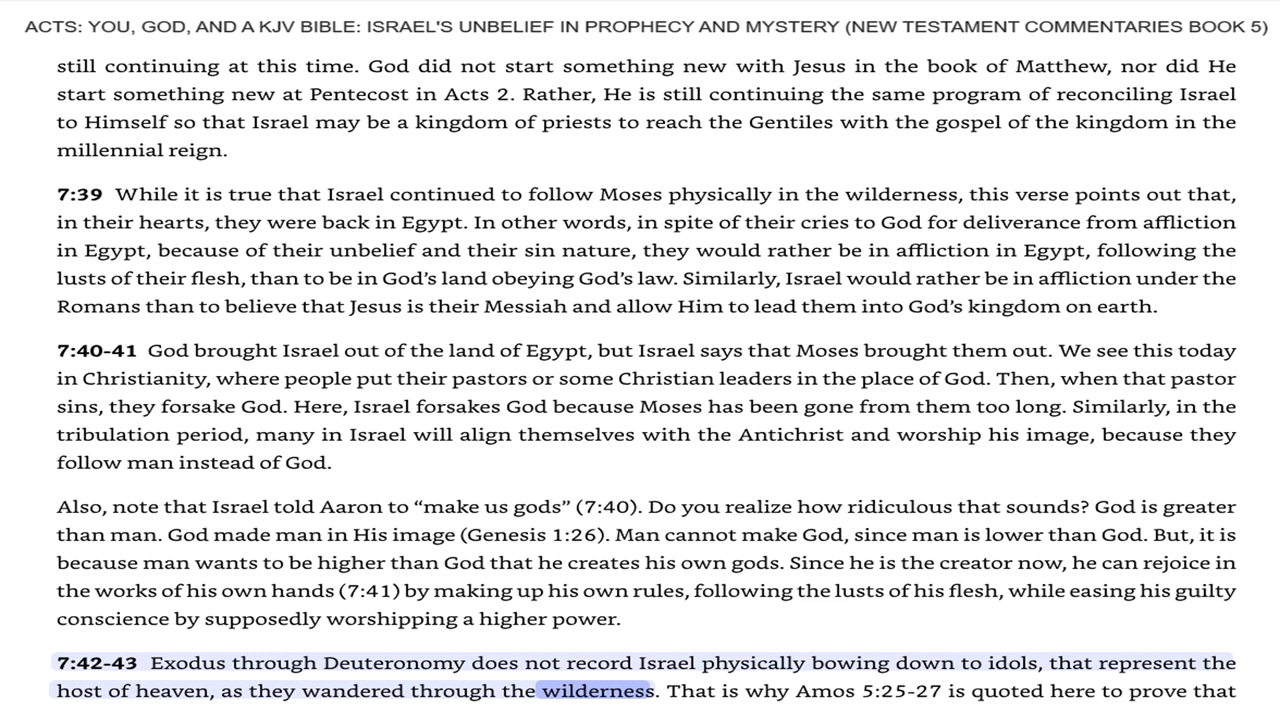 ACTS: YOU, GOD, AND A KJV BIBLE: ISRAEL'S UNBELIEF IN PROPHECY AND MYSTERY (NEW TESTAMENT COMMENTARIES BOOK 5)
still continuing at this time. God did not start something new with Jesus in the book of Matthew, nor did He
start something new at Pentecost in Acts 2. Rather, He is still continuing the same program of reconciling Israel
to Himself so that Israel may be a kingdom of priests to reach the Gentiles with the gospel of the kingdom in the
millennial reign.
7:39 While it is true that Israel continued to follow Moses physically in the wilderness, this verse points out that,
in their hearts, they were back in Egypt. In other words, in spite of their cries to God for deliverance from affliction
in Egypt, because of their unbelief and their sin nature, they would rather be in affliction in Egypt, following the
lusts of their flesh, than to be in God’s land obeying God’s law. Similarly, Israel would rather be in affliction under the
Romans than to believe that Jesus is their Messiah and allow Him to lead them into God’s kingdom on earth.
7:40-41 God brought Israel out of the land of Egypt, but Israel says that Moses brought them out. We see this today
in Christianity, where people put their pastors or some Christian leaders in the place of God. Then, when that pastor
sins, they forsake God. Here, Israel forsakes God because Moses has been gone from them too long. Similarly, in the
tribulation period, many in Israel will align themselves with the Antichrist and worship his image, because they
follow man instead of God.
Also, note that Israel told Aaron to “make us gods” (7:40). Do you realize how ridiculous that sounds? God is greater
than man. God made man in His image (Genesis 1:26). Man cannot make God, since man is lower than God. But, it is
because man wants to be higher than God that he creates his own gods. Since he is the creator now, he can rejoice in
the works of his own hands (7:41) by making up his own rules, following the lusts of his flesh, while easing his guilty
conscience by supposedly worshipping a higher power.
7:42-43 Exodus through Deuteronomy does not record Israel physically bowing down to idols, that represent the
host of heaven, as they wandered through the wilderness. That is why Amos 5:25-27 is quoted here to prove that